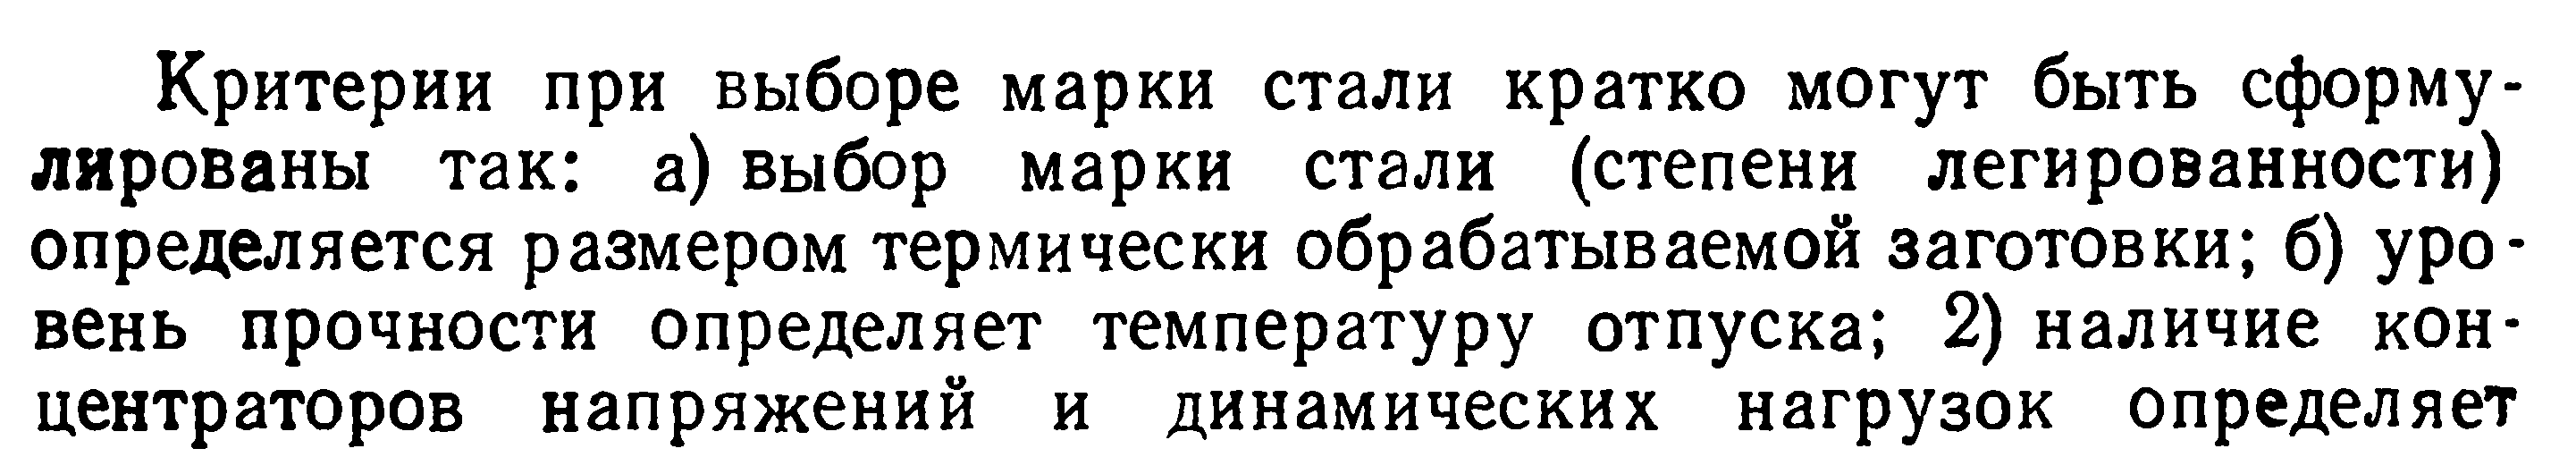 Критерии при выборе марки стали кратко могут быть сформу-
лированы так: а) выбор марки стали (степени легированности)
определяется размером термически обрабатываемой заготовки; б) уро-
вень прочности определяет температуру отпуска; 2) наличие кон-
центраторов напряжений и динамических нагрузок определяет